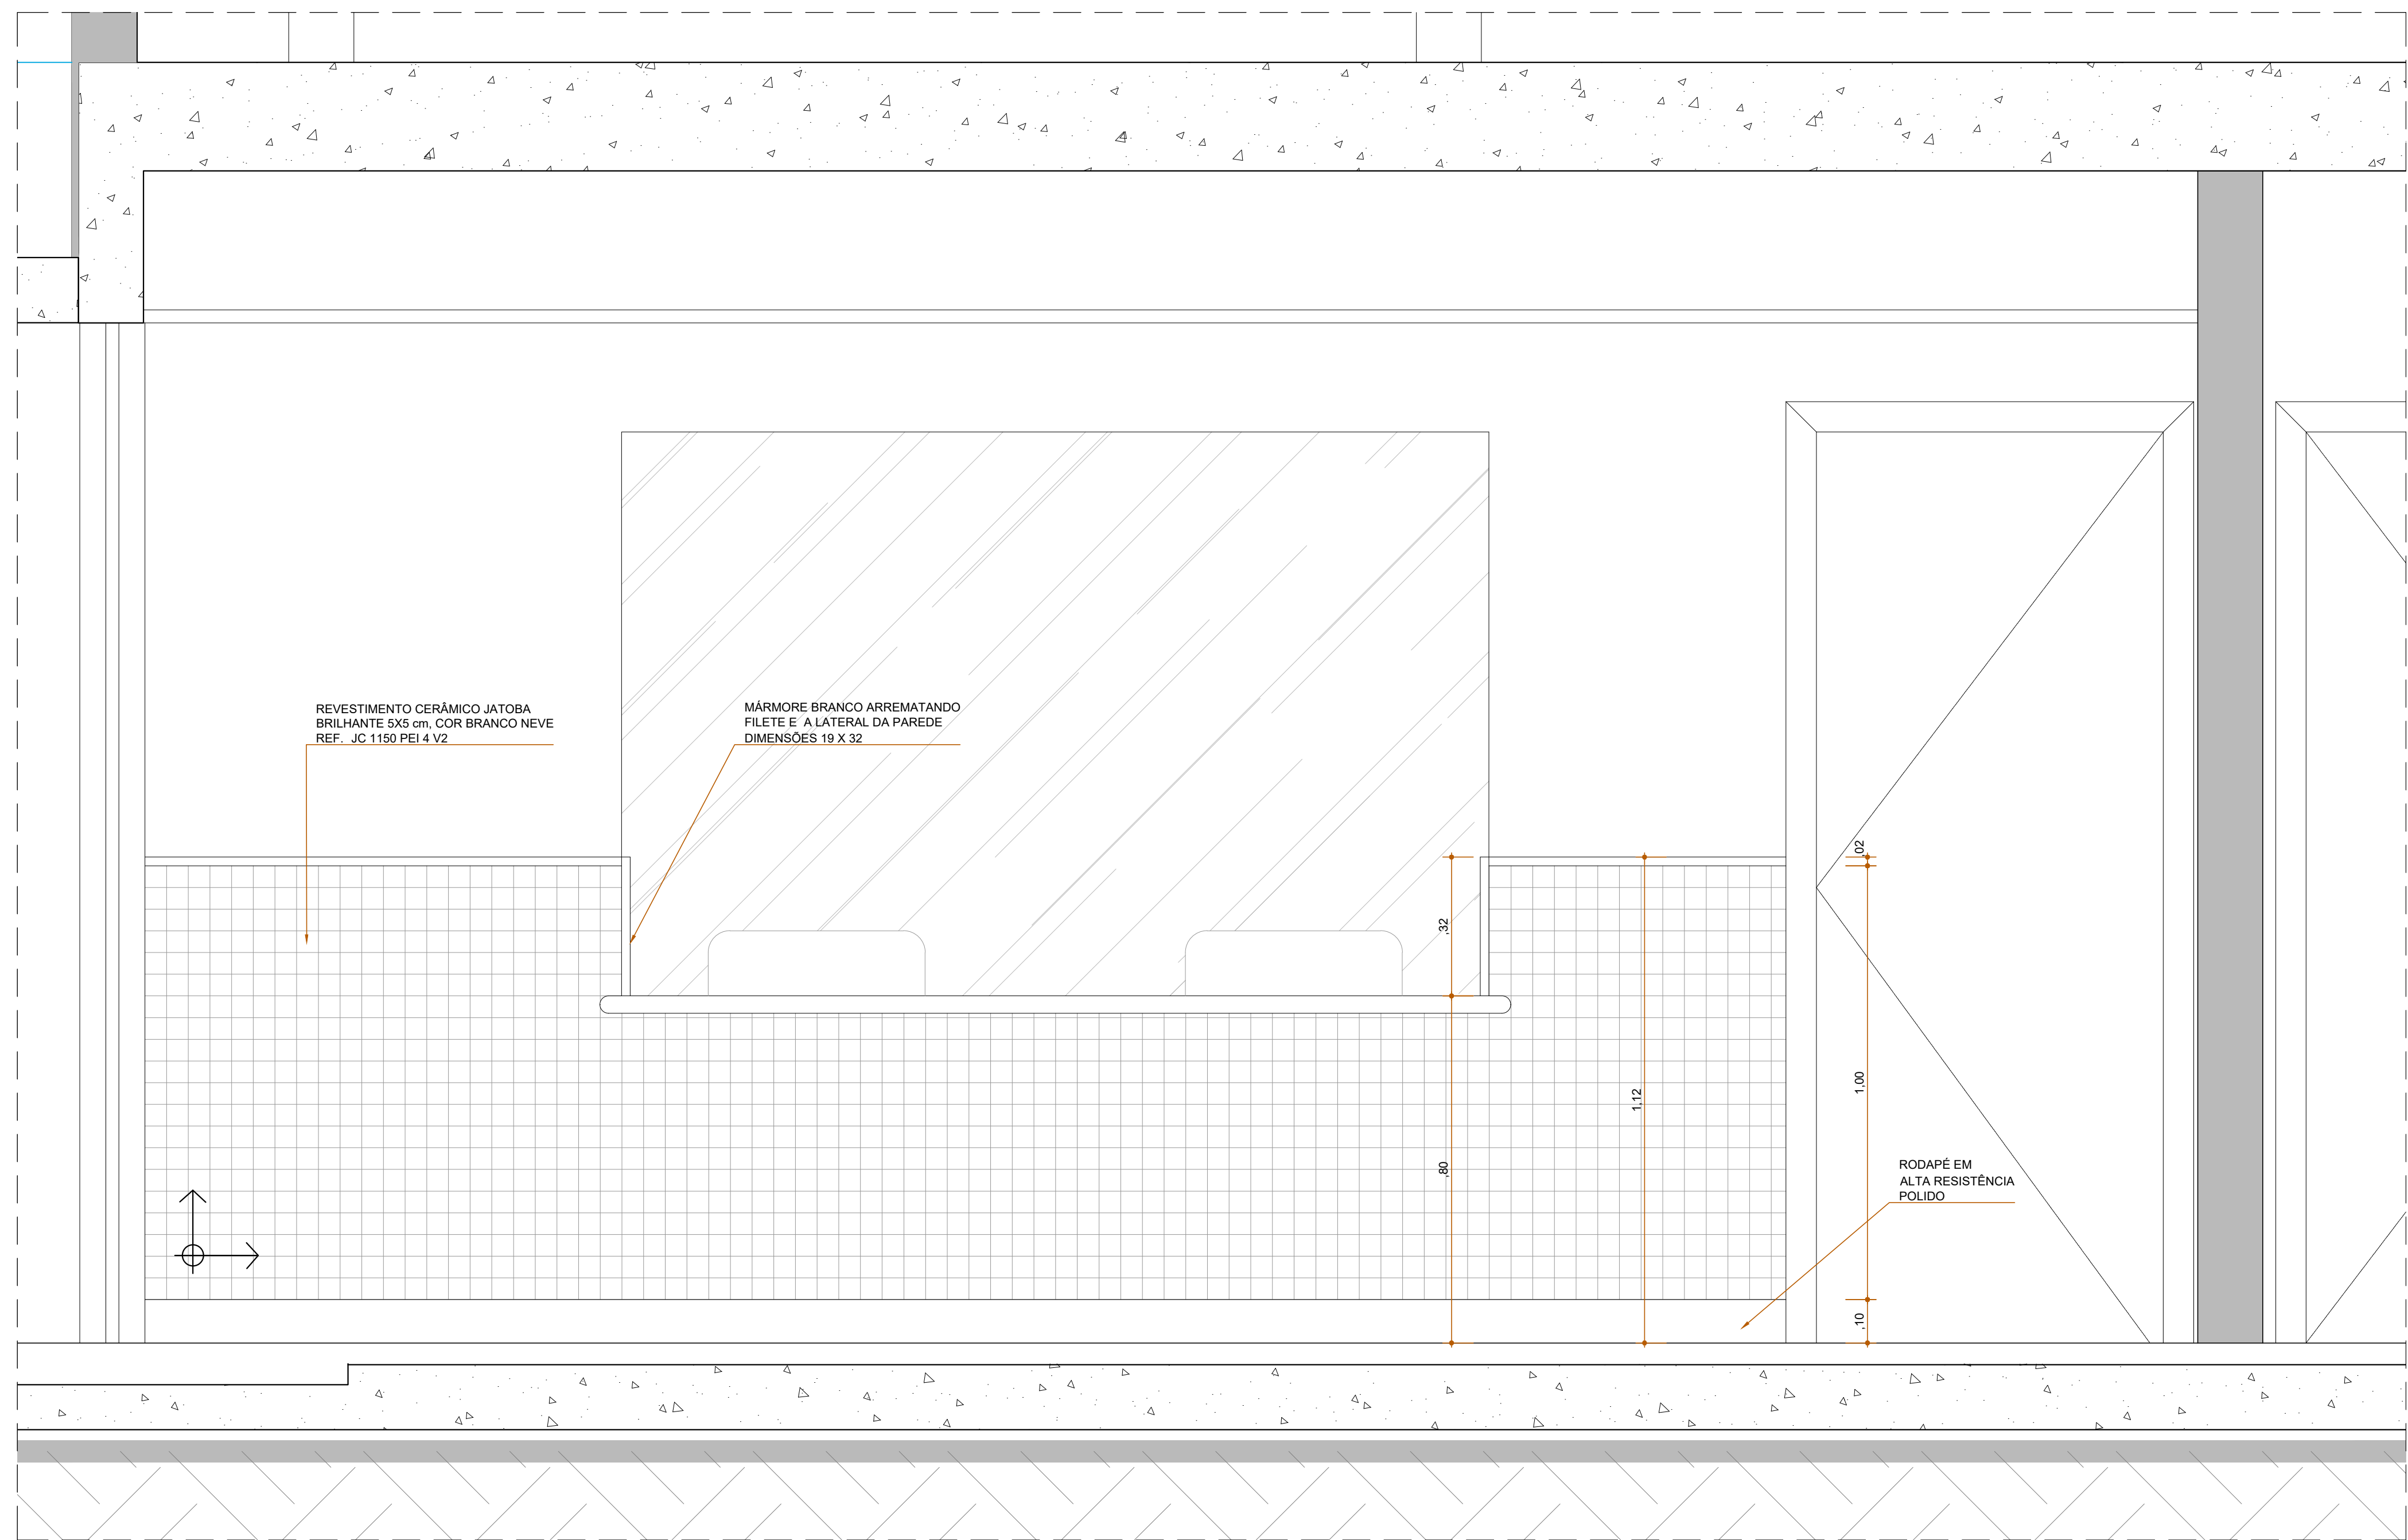 REVESTIMENTO CERÂMICO JATOBA
BRILHANTE 5X5 cm, COR BRANCO NEVE
REF. JC 1150 PEI 4 V2
MÁRMORE BRANCO ARREMATANDO
FILETE E A LATERAL DA PAREDE
DIMENSÕES 19 X 32
,02
,32
1,00
1,12
,80
RODAPÉ EM
ALTA RESISTÊNCIA
POLIDO
,10